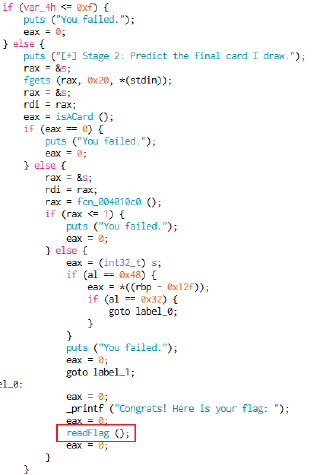 if (var_4h <= 0xf) {
puts ("You failed.");
eax = 0;
} else {
puts ("[+] Stage 2: Predict the final card I draw.");
rax = &s;
fgets (rax, 0x20, *(stdin));
rax = &s;
rdi = rax;
eax = isACard ();
if (eax == 0) {
puts ("You failed.");
eax = 0;
} else {
rax = &s;
rdi = rax;
rax = fcn_004010c0 ();
if (rax <= 1) {
puts ("You failed.");
eax = 0;
} else {
eax = (int32_t) s;
if (al == 0x48) {
eax = *((rbp - 0x12f));
if (al == 0x32) {
goto label_0;
}
}
puts ("You failed.");
eax = 0;
goto label_1;
el_0:
eax = 0;
_printf ("Congrats! Here is your flag: ");
eax = 0;
readFlag ();
eax = 0;
}
}